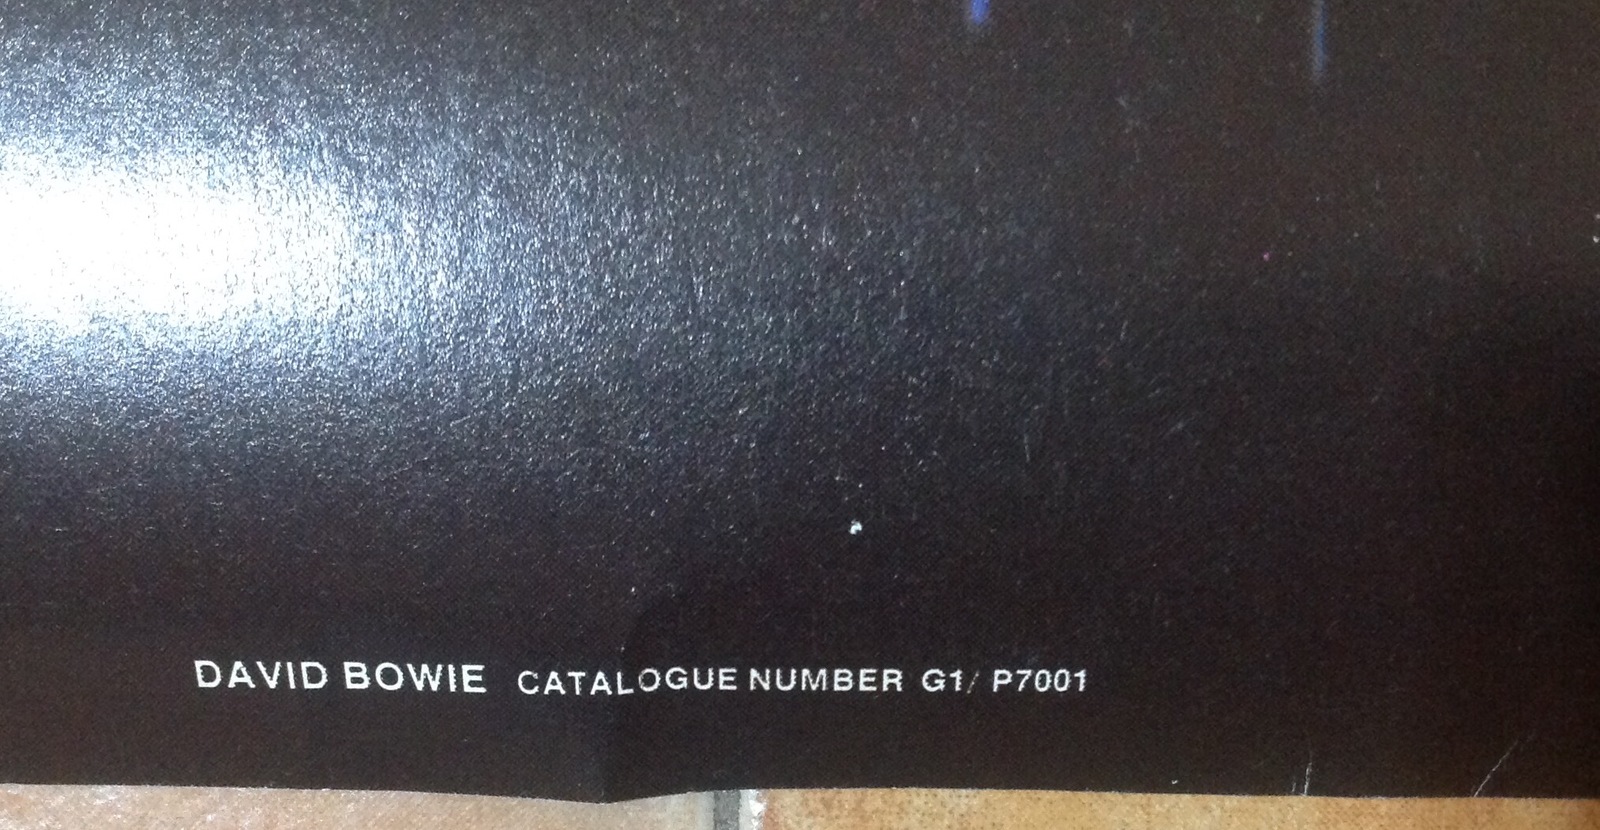 DAVID BOWIE CATALOGUE NUMBER G1/ P7001